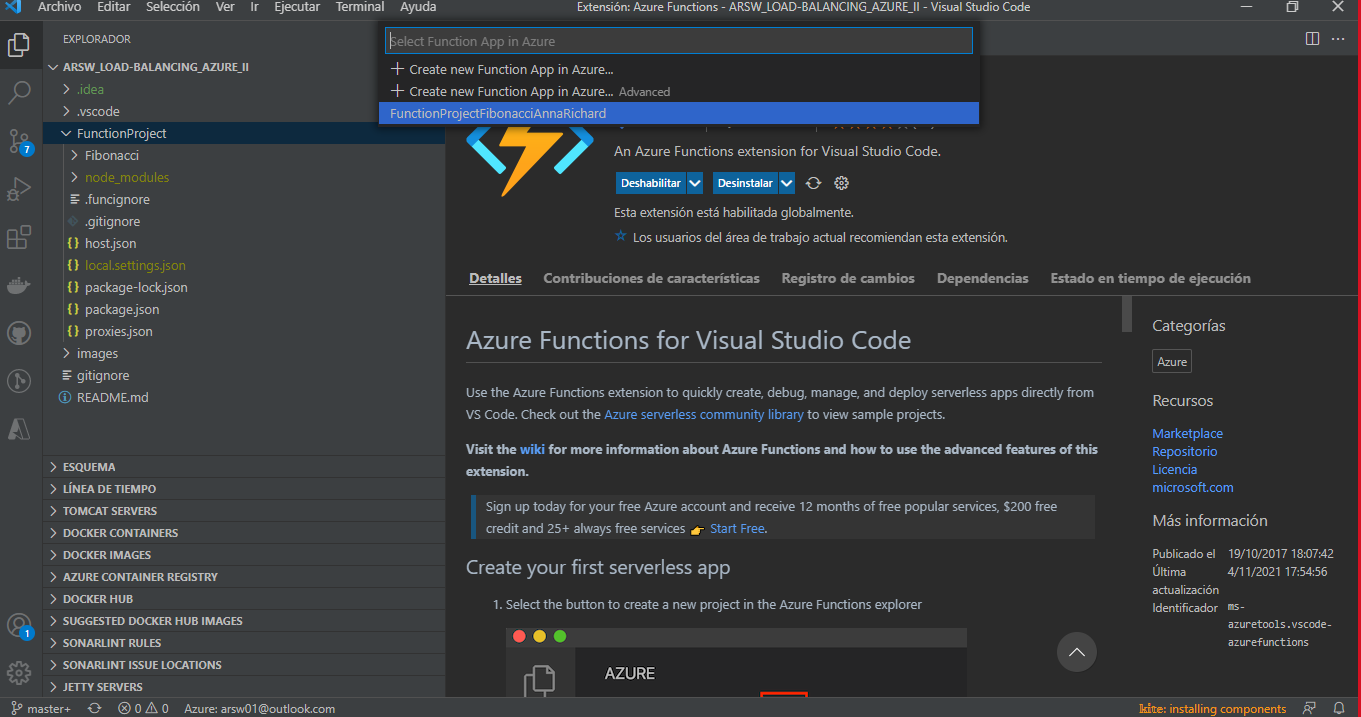 Archivo Editar Selección Ver Ir Ejecutar Terminal Ayuda
Extensión: Azure Functions - ARSW_LOAD-BALANCING_AZURE_II - Visual Studio Code
Select Function App in Azure
Create new Function App in Azure...
Create new Function App in Azure... Advanced
FunctionProjectFibonacciAnnaRichard
EXPLORADOR
ARSW_LOAD-BALANCING_AZURE_II
.idea
.vscode
FunctionProject
Fibonacci
node_modules
.funcignore
.gitignore
host.json
local.settings.json
package-lock.json
package.json
proxies.json
images
gitignore
README.md
ESQUEMA
LÍNEA DE TIEMPO
TOMCAT SERVERS
DOCKER CONTAINERS
DOCKER IMAGES
AZURE CONTAINER REGISTRY
DOCKER HUB
SUGGESTED DOCKER HUB IMAGES
SONARLINT RULES
SONARLINT ISSUE LOCATIONS
JETTY SERVERS
7
1
An Azure Functions extension for Visual Studio Code.
Deshabilitar Desinstalar
Esta extensión está habilitada globalmente.
Los usuarios del área de trabajo actual recomiendan esta extensión.
Detalles Contribuciones de características Registro de cambios Dependencias Estado en tiempo de ejecución
Azure Functions for Visual Studio Code
Use the Azure Functions extension to quickly create, debug, manage, and deploy serverless apps directly from
VS Code. Check out the Azure serverless community library to view sample projects.
Visit the wiki for more information about Azure Functions and how to use the advanced features of this
extension.
Sign up today for your free Azure account and receive 12 months of free popular services, $200 free
credit and 25+ always free services 👉 Start Free.
Create your first serverless app
1. Select the button to create a new project in the Azure Functions explorer
AZURE
Categorías
Azure
Recursos
Marketplace
Repositorio
Licencia
microsoft.com
Más información
Publicado el 19/10/2017 18:07:42
Última 4/11/2021 17:54:56
actualización
Identificador ms-
azuretools.vscode-
azurefunctions
master+ 0 0 Azure: arsw01@outlook.com
kite: installing components